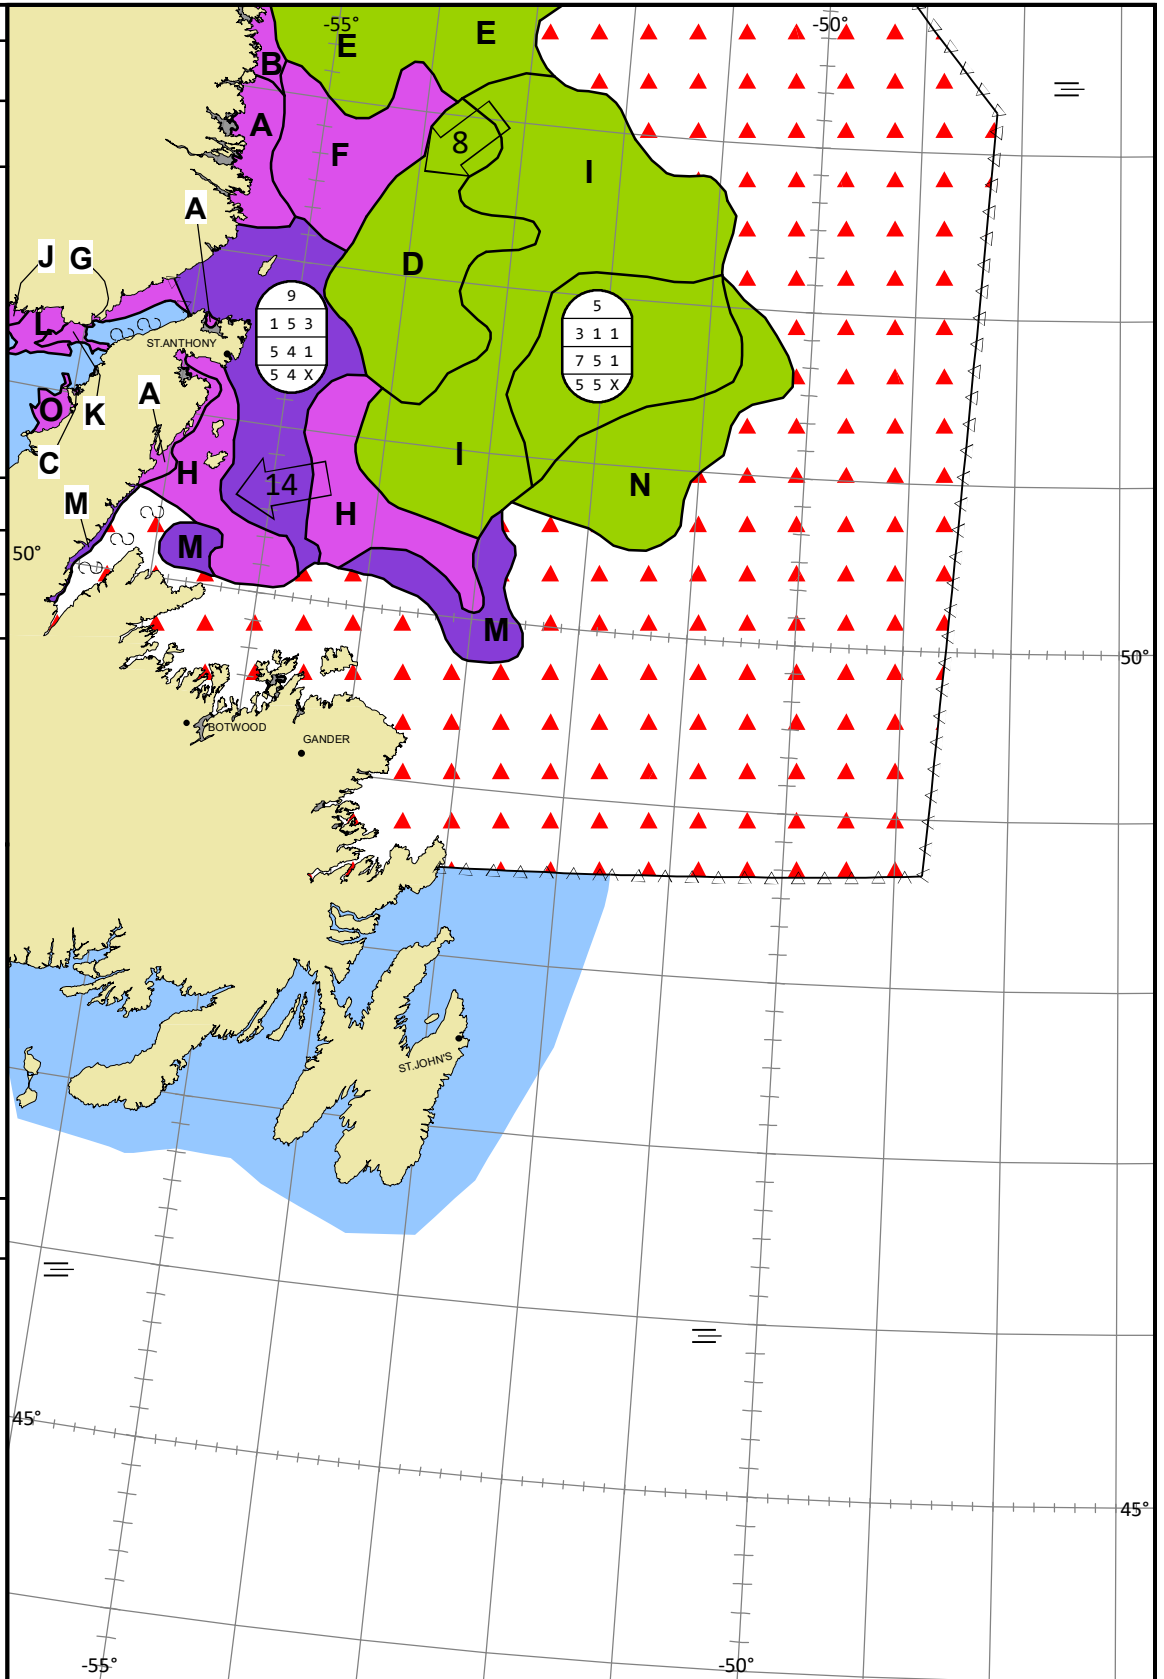 -55° -50°
E E
B
A F 8 I
A
J G D
L 9 5
1 5 3 3 1 1
ST.ANTHONY 5 4 1 7 5 1
5 4 X 5 5 X
O K A
C H 14 I N
M H
50° M
M
50°
BOTWOOD
GANDER
ST.JOHN'S
45°
45°
-55° -50°